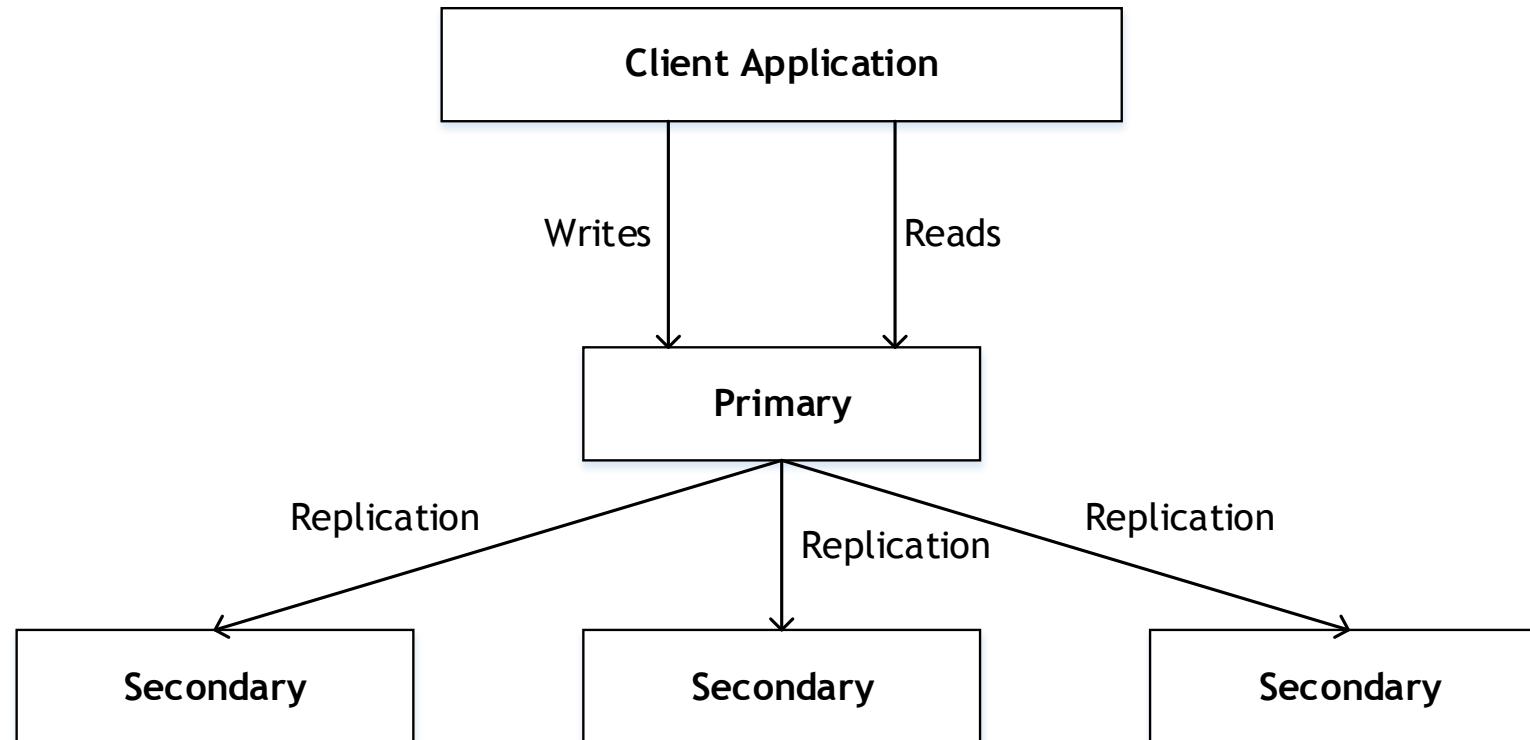 Client Application
Writes
Reads
Primary
Replication
Replication
Replication
Secondary
Secondary
Secondary